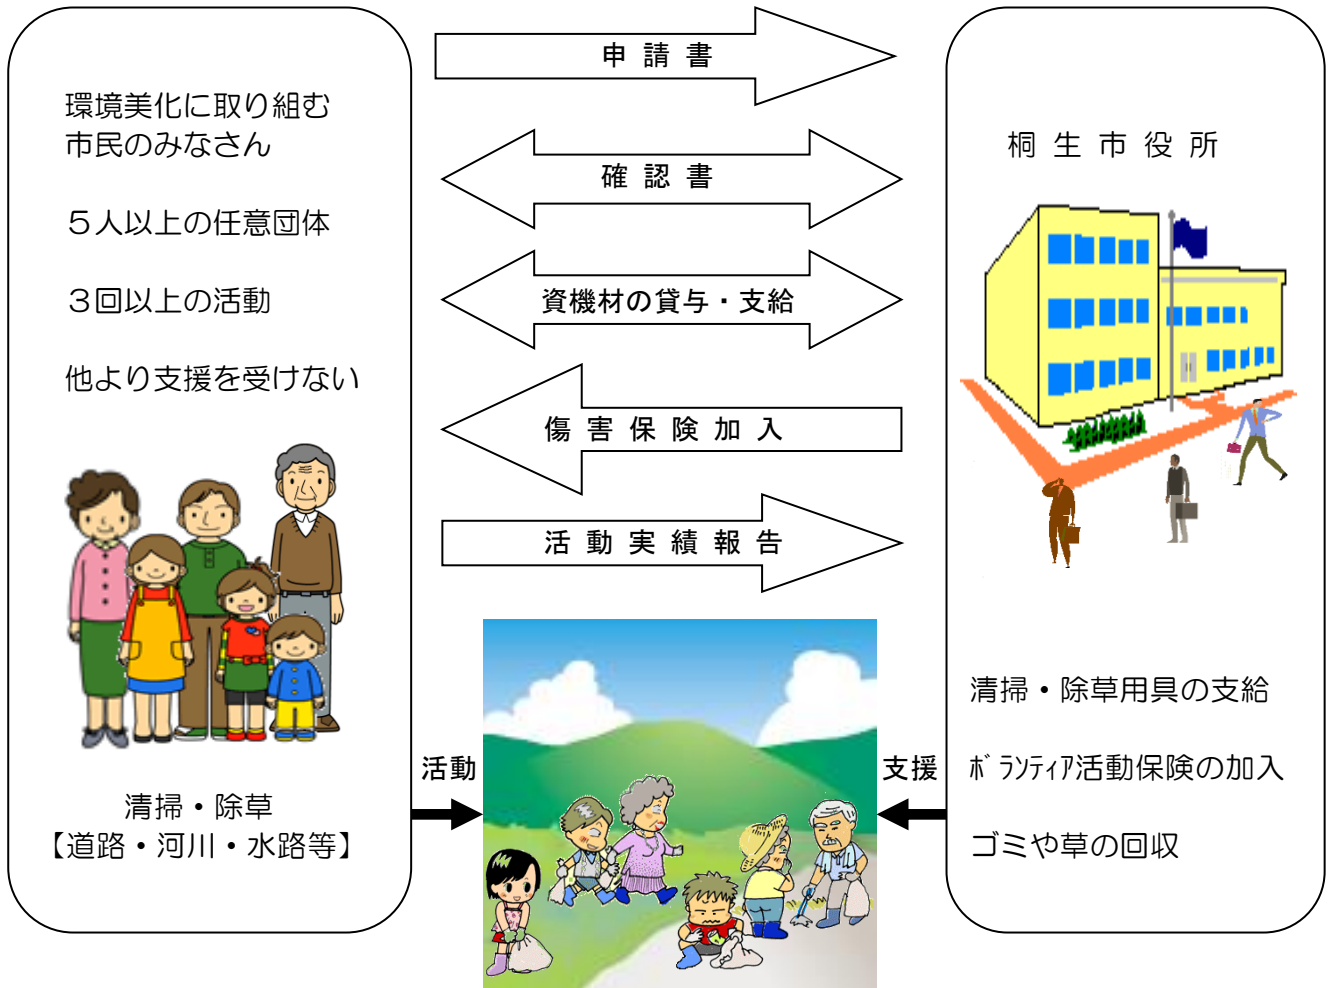 環境美化に取り組む
市民のみなさん
５人以上の任意団体
３回以上の活動
他より支援を受けない
清掃・除草
【道路・河川・水路等】
申請書
確認書
資機材の貸与・支給
傷害保険加入
活動実績報告
活動
支援
桐生市役所
清掃・除草用具の支給
ﾎﾞﾗﾝﾃｨｱ活動保険の加入
ゴミや草の回収